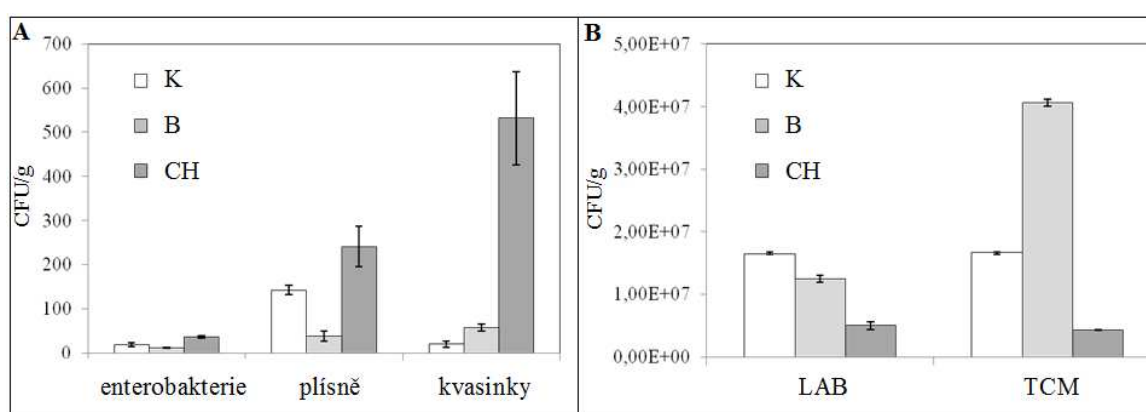 A
700
600
500
400
300
200
100
0
CFU/g
K
B
CH
enterobakterie plísně kvasinky
B
5,00E+07
4,00E+07
3,00E+07
2,00E+07
1,00E+07
0,00E+00
CFU/g
K
B
CH
LAB TCM